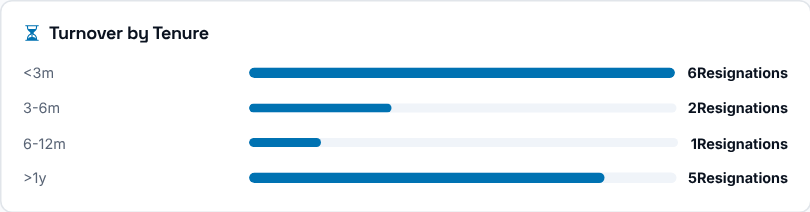 Turnover by Tenure
<3m 6Resignations
3-6m 2Resignations
6-12m 1Resignations
>1y 5Resignations